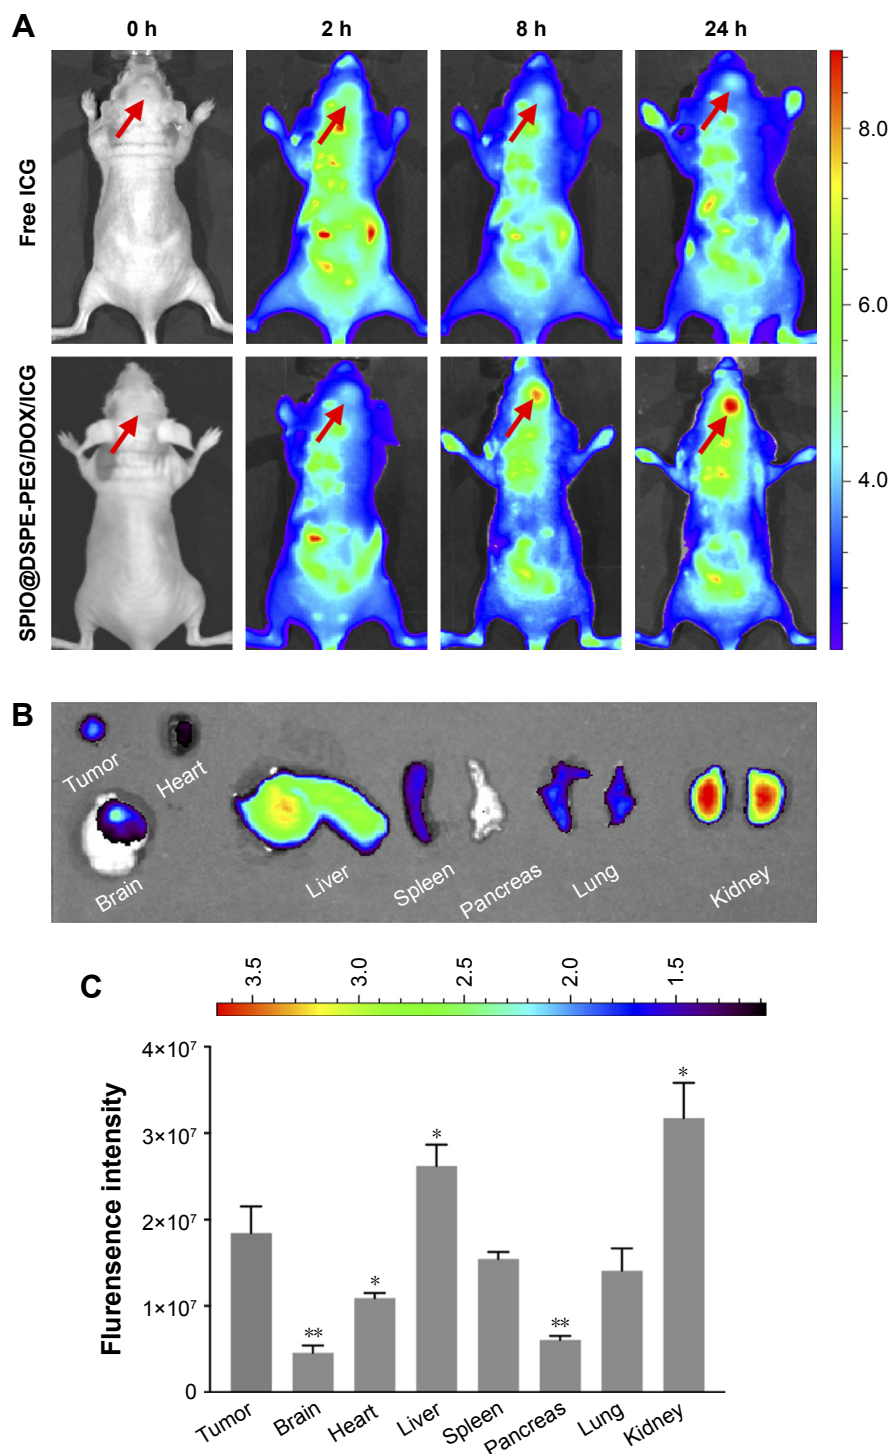 A
0 h 2 h 8 h 24 h
Free ICG
SPIO@DSPE-PEG/DOX/ICG
8.0
6.0
4.0
B
Tumor Heart
Brain Liver Spleen Pancreas Lung Kidney
C
3.5 3.0 2.5 2.0 1.5
Flurensence intensity
4×10⁷
3×10⁷
2×10⁷
1×10⁷
0
** * * ** *
Tumor Brain Heart Liver Spleen Pancreas Lung Kidney